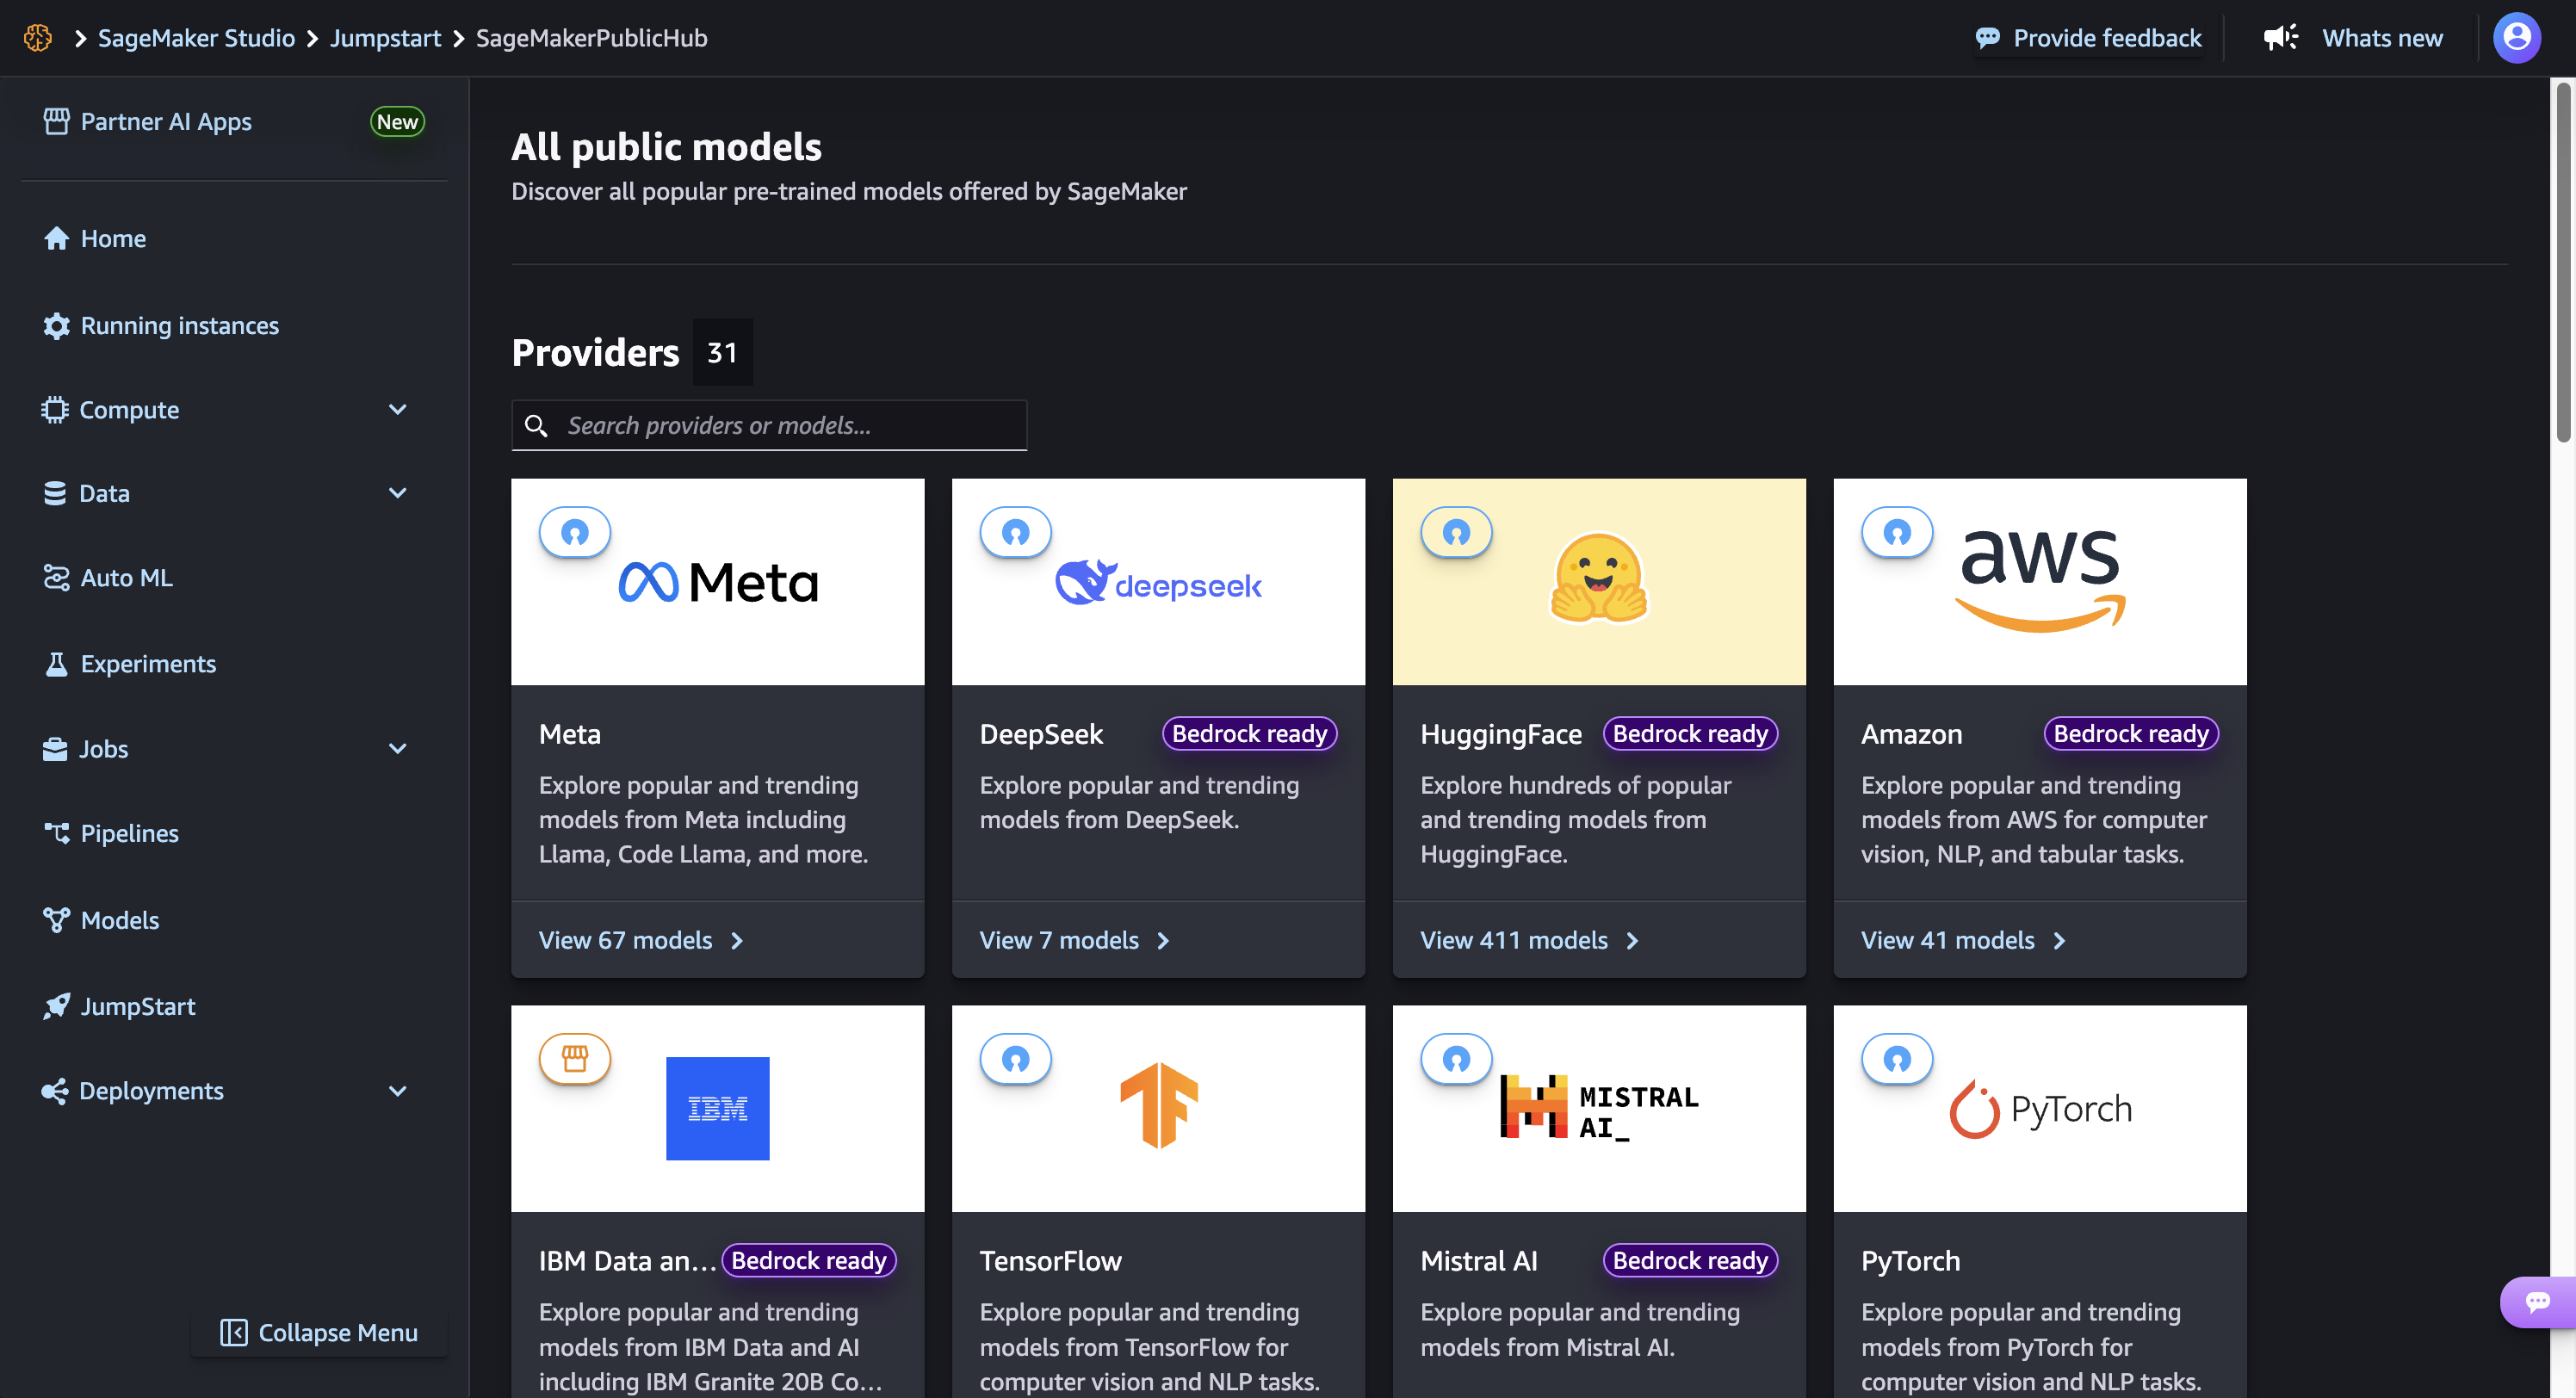 SageMaker Studio
Jumpstart
SageMakerPublicHub
Provide feedback
Whats new
Partner AI Apps
New
Home
Running instances
Compute
Data
Auto ML
Experiments
Jobs
Pipelines
Models
JumpStart
Deployments
Collapse Menu
All public models
Discover all popular pre-trained models offered by SageMaker
Providers 31
Search providers or models...
Meta
Meta
Explore popular and trending
models from Meta including
Llama, Code Llama, and more.
View 67 models
deepseek
DeepSeek
Bedrock ready
Explore popular and trending
models from DeepSeek.
View 7 models
HuggingFace
Bedrock ready
Explore hundreds of popular
and trending models from
HuggingFace.
View 411 models
aws
Amazon
Bedrock ready
Explore popular and trending
models from AWS for computer
vision, NLP, and tabular tasks.
View 41 models
IBM
IBM Data an...
Bedrock ready
Explore popular and trending
models from IBM Data and AI
including IBM Granite 20B Co...
TensorFlow
Explore popular and trending
models from TensorFlow for
computer vision and NLP tasks.
MISTRAL
AI_
Mistral AI
Bedrock ready
Explore popular and trending
models from Mistral AI.
PyTorch
PyTorch
Explore popular and trending
models from PyTorch for
computer vision and NLP tasks.